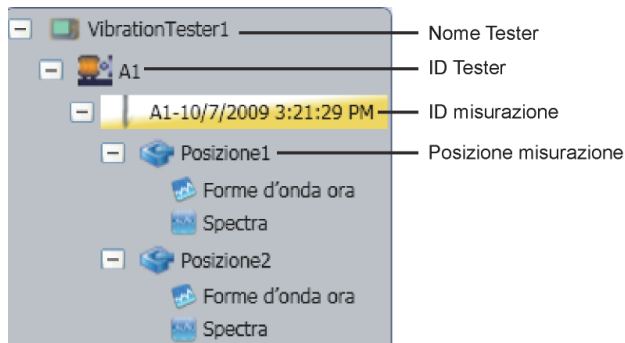 VibrationTester1
Nome Tester
A1
ID Tester
A1-10/7/2009 3:21:29 PM
ID misurazione
Posizione1
Posizione misurazione
Forme d'onda ora
Spectra
Posizione2
Forme d'onda ora
Spectra